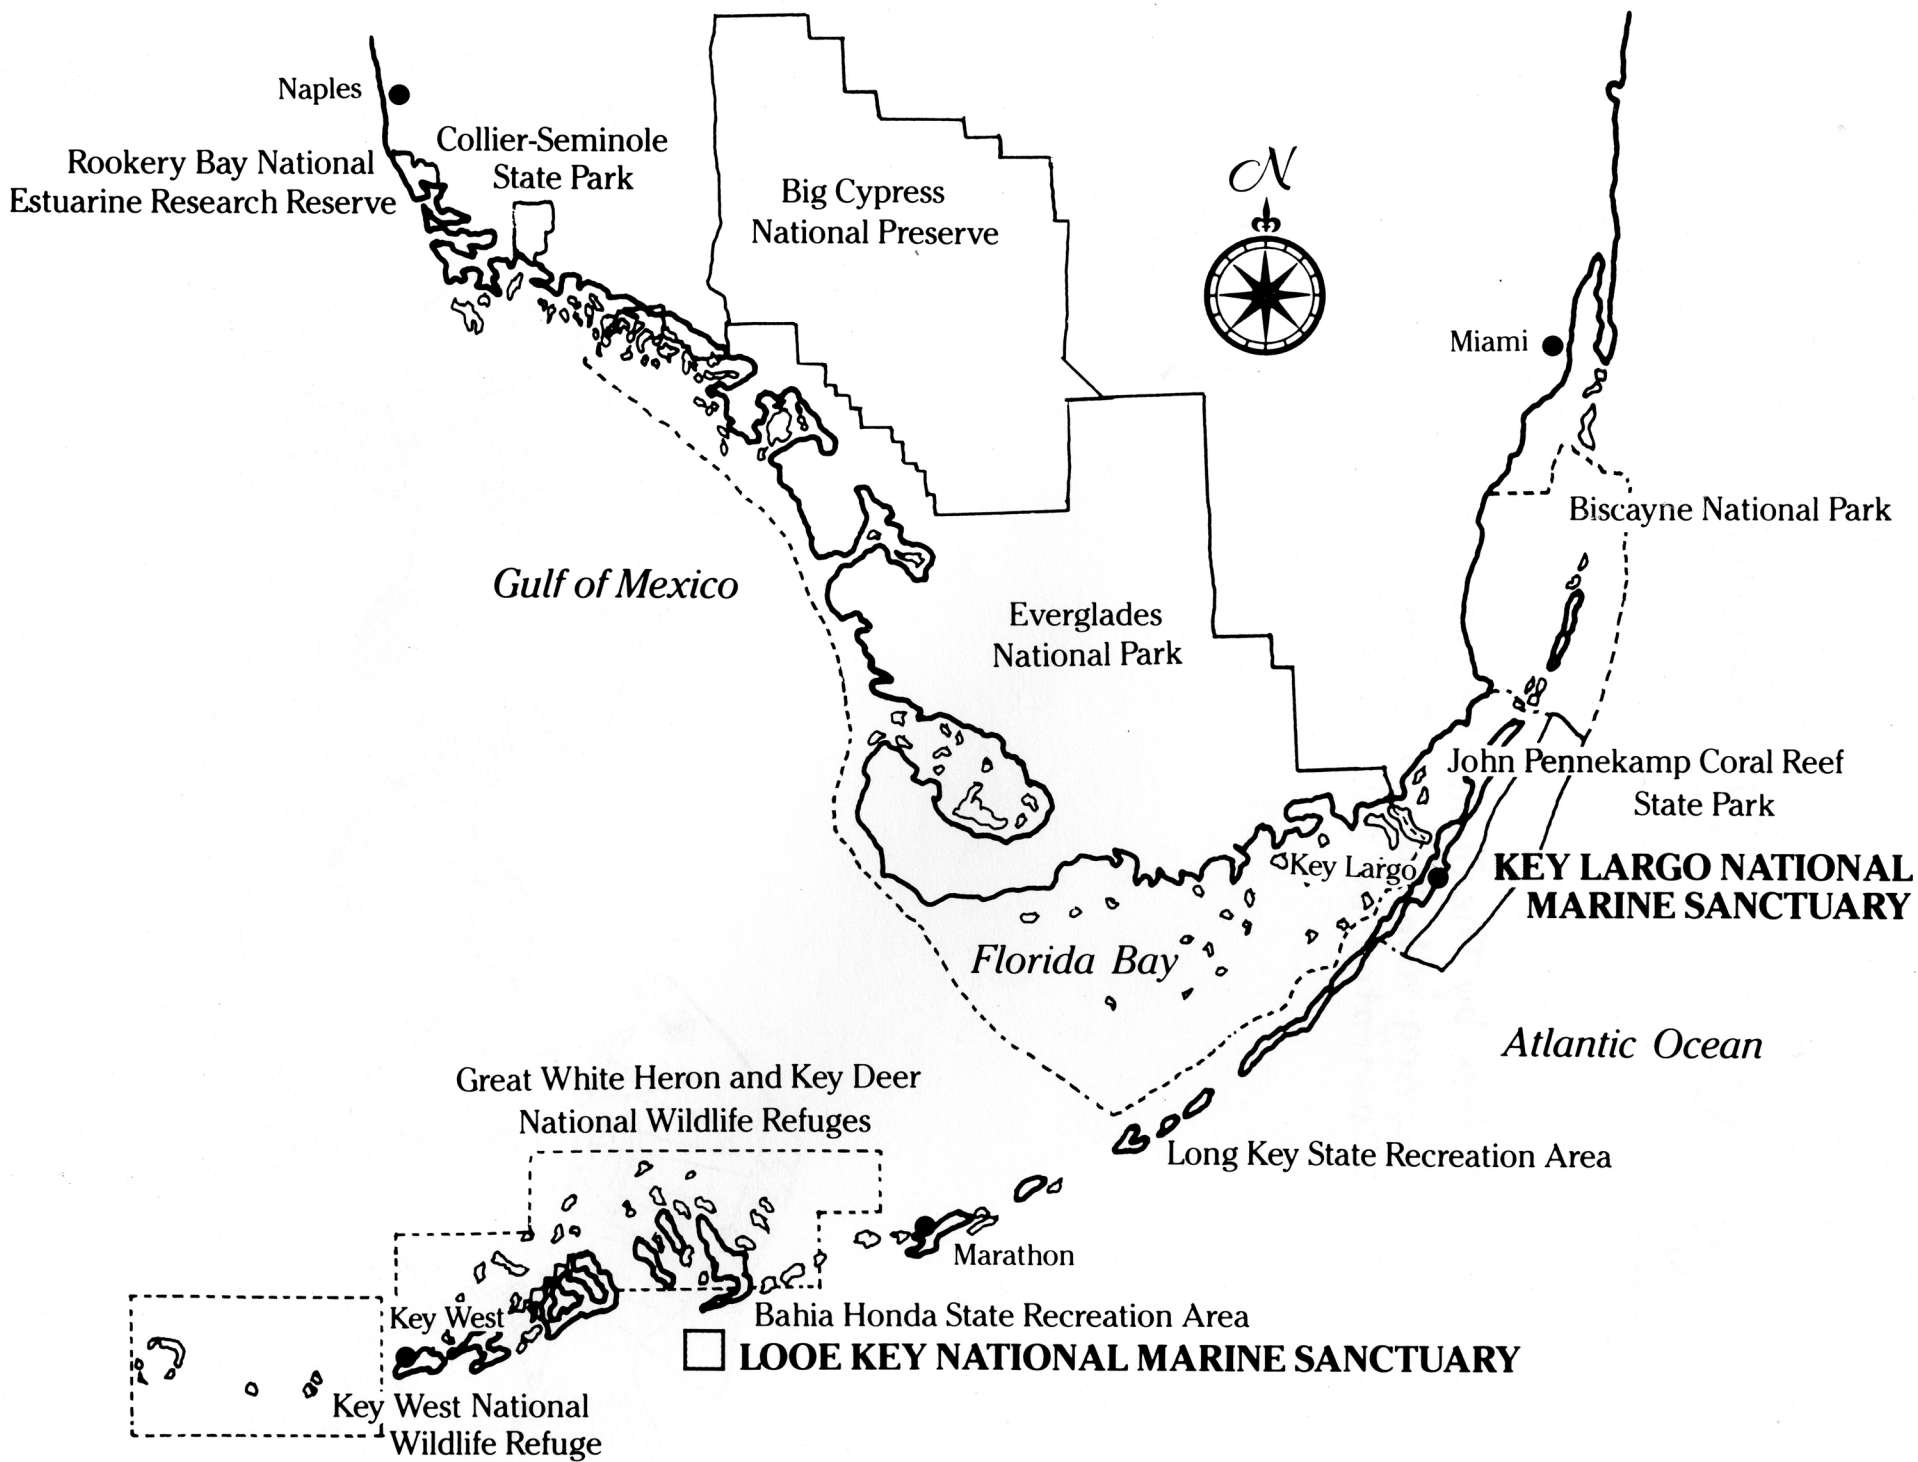 Naples
Collier-Seminole
State Park
Rookery Bay National
Estuarine Research Reserve
Big Cypress
National Preserve
N
Miami
Biscayne National Park
Gulf of Mexico
Everglades
National Park
John Pennekamp Coral Reef
State Park
Key Largo
KEY LARGO NATIONAL
MARINE SANCTUARY
Florida Bay
Atlantic Ocean
Great White Heron and Key Deer
National Wildlife Refuges
Long Key State Recreation Area
Marathon
Key West
Bahia Honda State Recreation Area
LOOE KEY NATIONAL MARINE SANCTUARY
Key West National
Wildlife Refuge